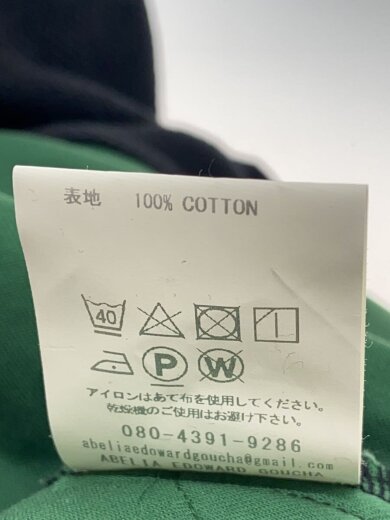 表地 100% COTTON
40
P W
アイロンはあて布を使用してください。
乾燥機のご使用はお避け下さい。
080-4391-9286
abeliaedowardgoucha@gmail.com
ABELIA EDOWARD GOUCHA